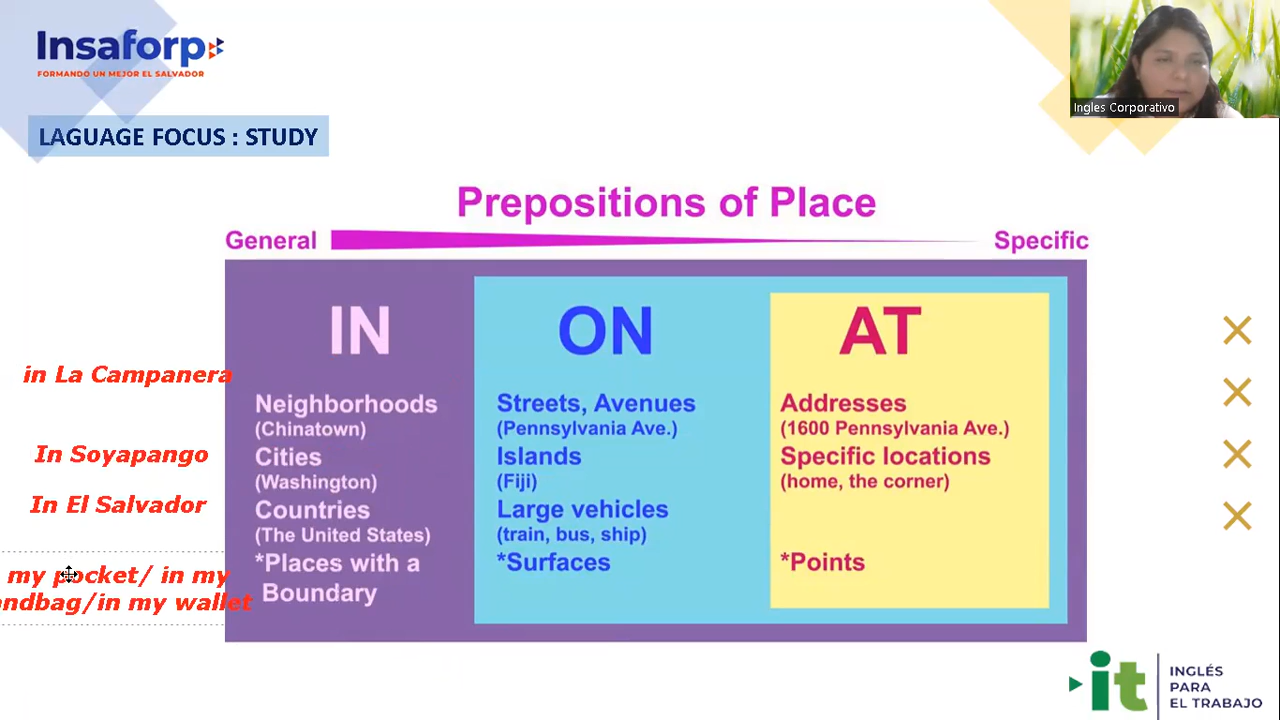 Insaforp
FORMANDO UN MEJOR EL SALVADOR
Ingles Corporativo
LAGUAGE FOCUS : STUDY
Prepositions of Place
General
Specific
IN
ON
AT
in La Campanera
In Soyapango
In El Salvador
my pocket/ in my
/in my wallet
Neighborhoods
(Chinatown)
Cities
(Washington)
Countries
(The United States)
*Places with a
Boundary
Streets, Avenues
(Pennsylvania Ave.)
Islands
(Fiji)
Large vehicles
(train, bus, ship)
*Surfaces
Addresses
(1600 Pennsylvania Ave.)
Specific locations
(home, the corner)
*Points
it
INGLÉS
PARA
EL TRABAJO